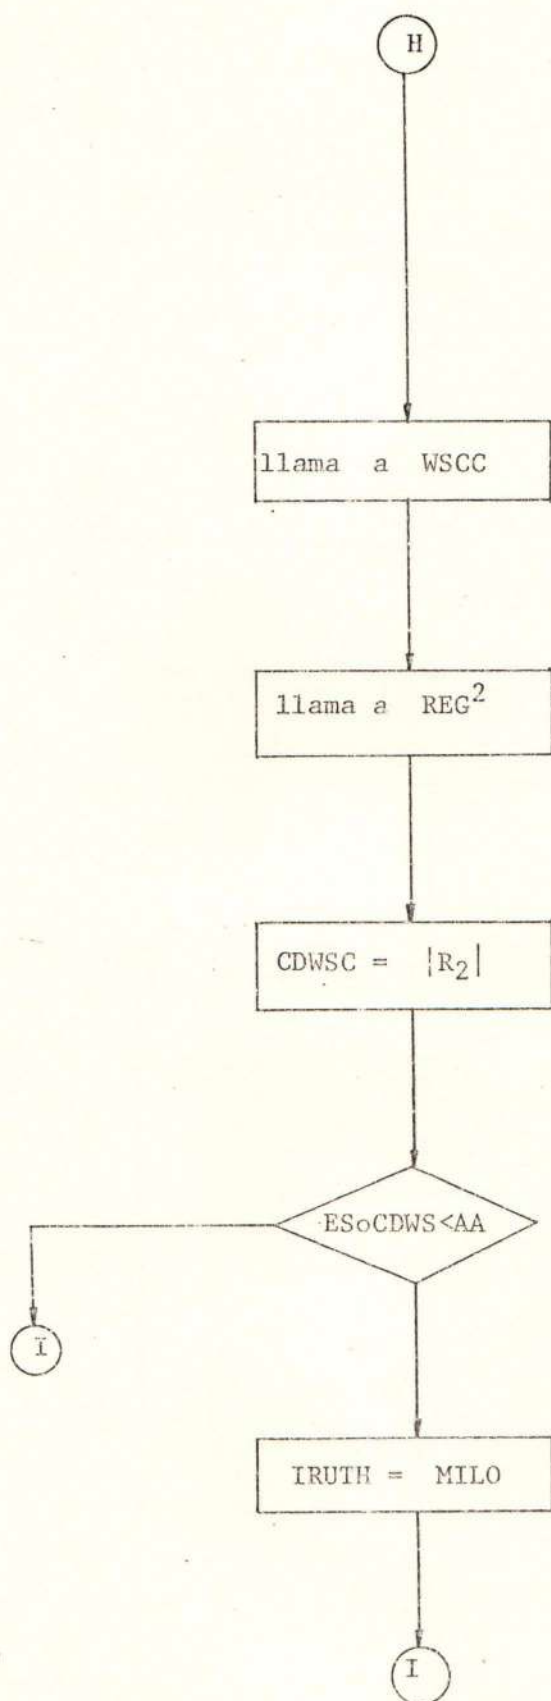 H
llama a WSCC
llama a REG²
CDWSC = |R₂|
ESoCDWS<AA
I
IRUTH = MILO
I